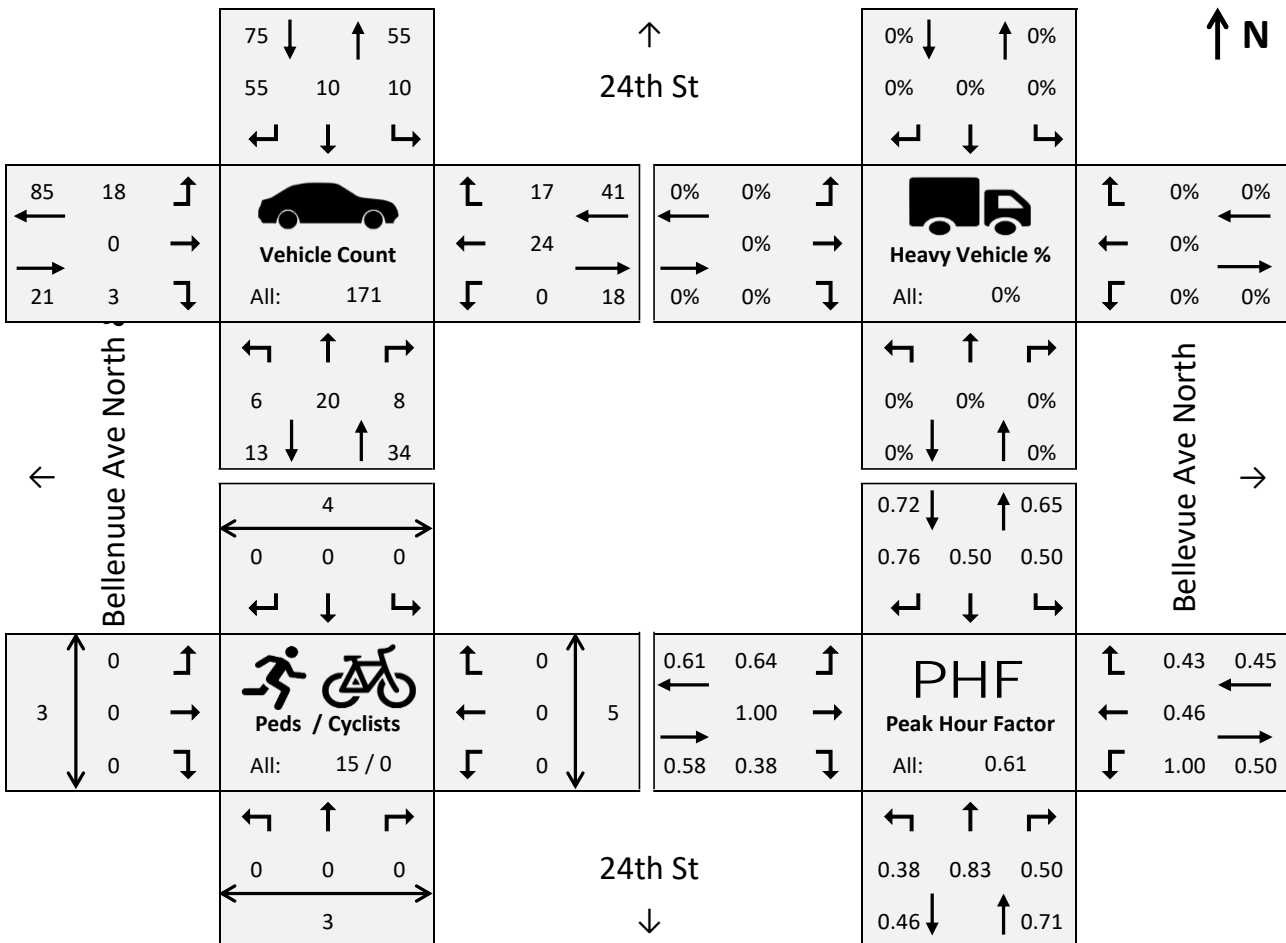 75 55 0% 0% N
24th St
55 10 10 0% 0% 0%
85 18 17 41 0% 0% 0% 0%
0 24 0% 0%
Vehicle Count Heavy Vehicle %
21 3 All: 171 0 18 0% 0% All: 0% 0% 0%
Bellenuue Ave North
Bellevue Ave North
6 20 8 0% 0% 0%
13 34 0% 0%
4 0.72 0.65
0 0 0 0.76 0.50 0.50
0 0 0.61 0.64 PHF 0.43 0.45
3 0 0 5 1.00 0.46
Peds / Cyclists Peak Hour Factor
0 All: 15 / 0 0 0.58 0.38 All: 0.61 1.00 0.50
0 0 0 24th St 0.38 0.83 0.50
3 0.46 0.71